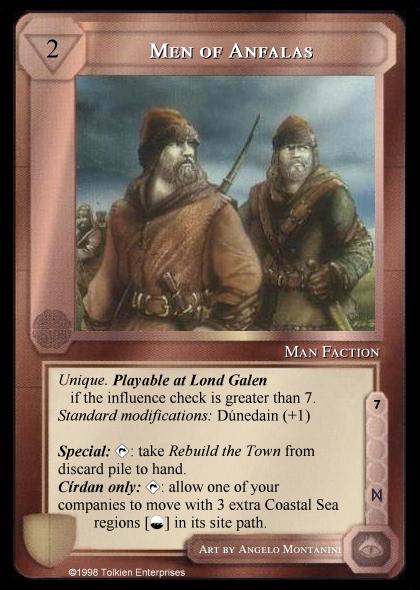 2
MEN OF ANFALAS
MAN FACTION
Unique. Playable at Lond Galen
if the influence check is greater than 7.
Standard modifications: Dúnedain (+1)
7
Special: : take Rebuild the Town from
discard pile to hand.
Círdan only: : allow one of your
companies to move with 3 extra Coastal Sea
regions [ ] in its site path.
ART BY ANGELO MONTANINI
©1998 Tolkien Enterprises